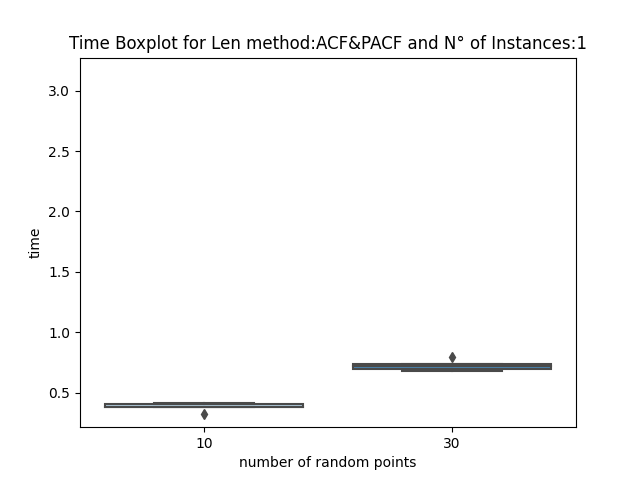 Time Boxplot for Len method:ACF&PACF and N° of Instances:1
3.0
2.5
2.0
1.5
1.0
0.5
time
10 30
number of random points